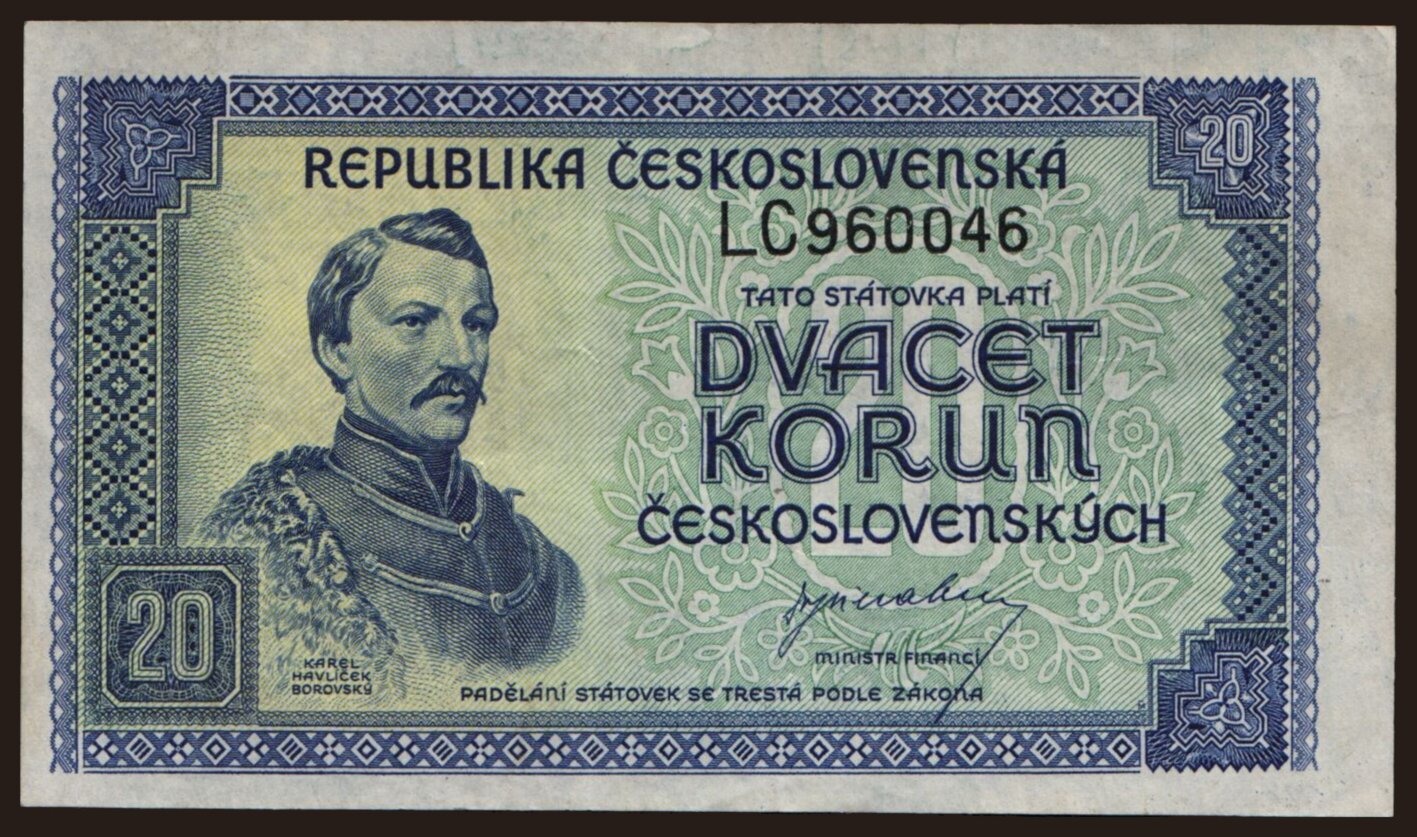 20
REPUBLIKA ČESKOSLOVENSKÁ
LC960046
TATO STÁTOVKA PLATÍ
DVACET
KORUN
ČESKOSLOVENSKÝCH
20
20
KAREL
HAVLÍČEK
BOROVSKÝ
MINISTR FINANCÍ
PADĚLÁNÍ STÁTOVEK SE TRESTÁ PODLE ZÁKONA